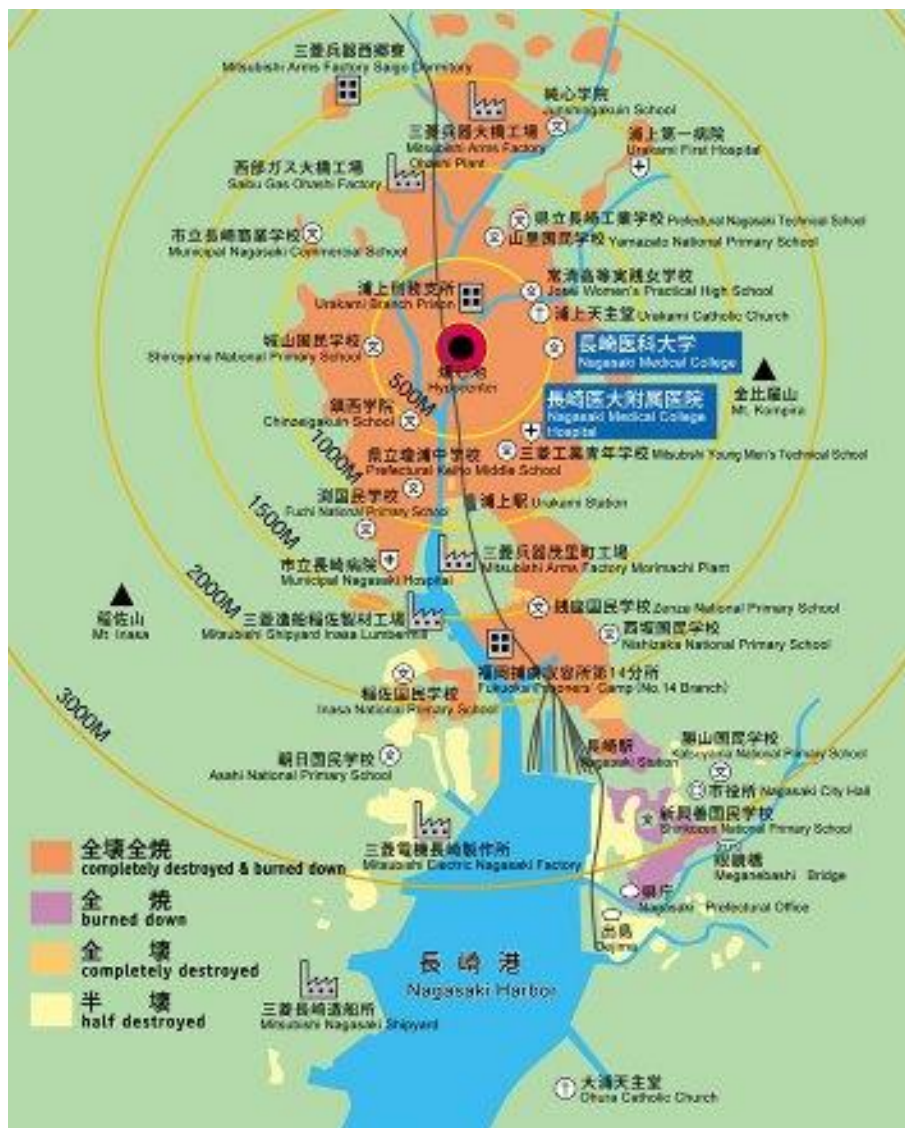 三菱兵器西郷寮
Mitsubishi Arms Factory Saigo Dormitory
純心学院
Junshingakuin School
三菱兵器大橋工場
Mitsubishi Arms Factory
Ohashi Plant
浦上第一病院
Urakami First Hospital
西部ガス大橋工場
Saibu Gas Ohashi Factory
県立長崎工業学校 Prefectural Nagasaki Technical School
市立長崎商業学校
Municipal Nagasaki Commercial School
山里国民学校 Yamazato National Primary School
浦上刑務支所
Urakami Branch Prison
常清高等実践女学校
Josei Women's Practical High School
浦上天主堂 Urakami Catholic Church
城山国民学校
Shiroyama National Primary School
長崎医科大学
Nagasaki Medical College
爆心地
Hypocenter
500M
金比羅山
Mt. Kompira
長崎医大附属医院
Nagasaki Medical College
Hospital
鎮西学院
Chinzeigakuin School
1000M
県立瓊浦中学校
Prefectural Keiho Middle School
三菱工業青年学校 Mitsubishi Young Men's Technical School
渕国民学校
Fuchi National Primary School
浦上駅 Urakami Station
1500M
市立長崎病院
Municipal Nagasaki Hospital
三菱兵器茂里町工場
Mitsubishi Arms Factory Morimachi Plant
2000M
稲佐山
Mt. Inasa
三菱造船稲佐製材工場
Mitsubishi Shipyard Inasa Lumbermill
銭座国民学校 Zenza National Primary School
西坂国民学校
Nishizaka National Primary School
福岡捕虜収容所第14分所
Fukuoka Prisoners' Camp (No.14 Branch)
稲佐国民学校
Inasa National Primary School
3000M
朝日国民学校
Asahi National Primary School
長崎駅
Nagasaki Station
勝山国民学校
Katsuyama National Primary School
市役所 Nagasaki City Hall
新興善国民学校
Shinkozen National Primary School
三菱電機長崎製作所
Mitsubishi Electric Nagasaki Factory
眼鏡橋
Meganebashi Bridge
県庁
Nagasaki Prefectural Office
出島
Dejima
全壊全焼
completely destroyed & burned down
全焼
burned down
全壊
completely destroyed
半壊
half destroyed
長崎港
Nagasaki Harbor
三菱長崎造船所
Mitsubishi Nagasaki Shipyard
大浦天主堂
Ohura Catholic Church